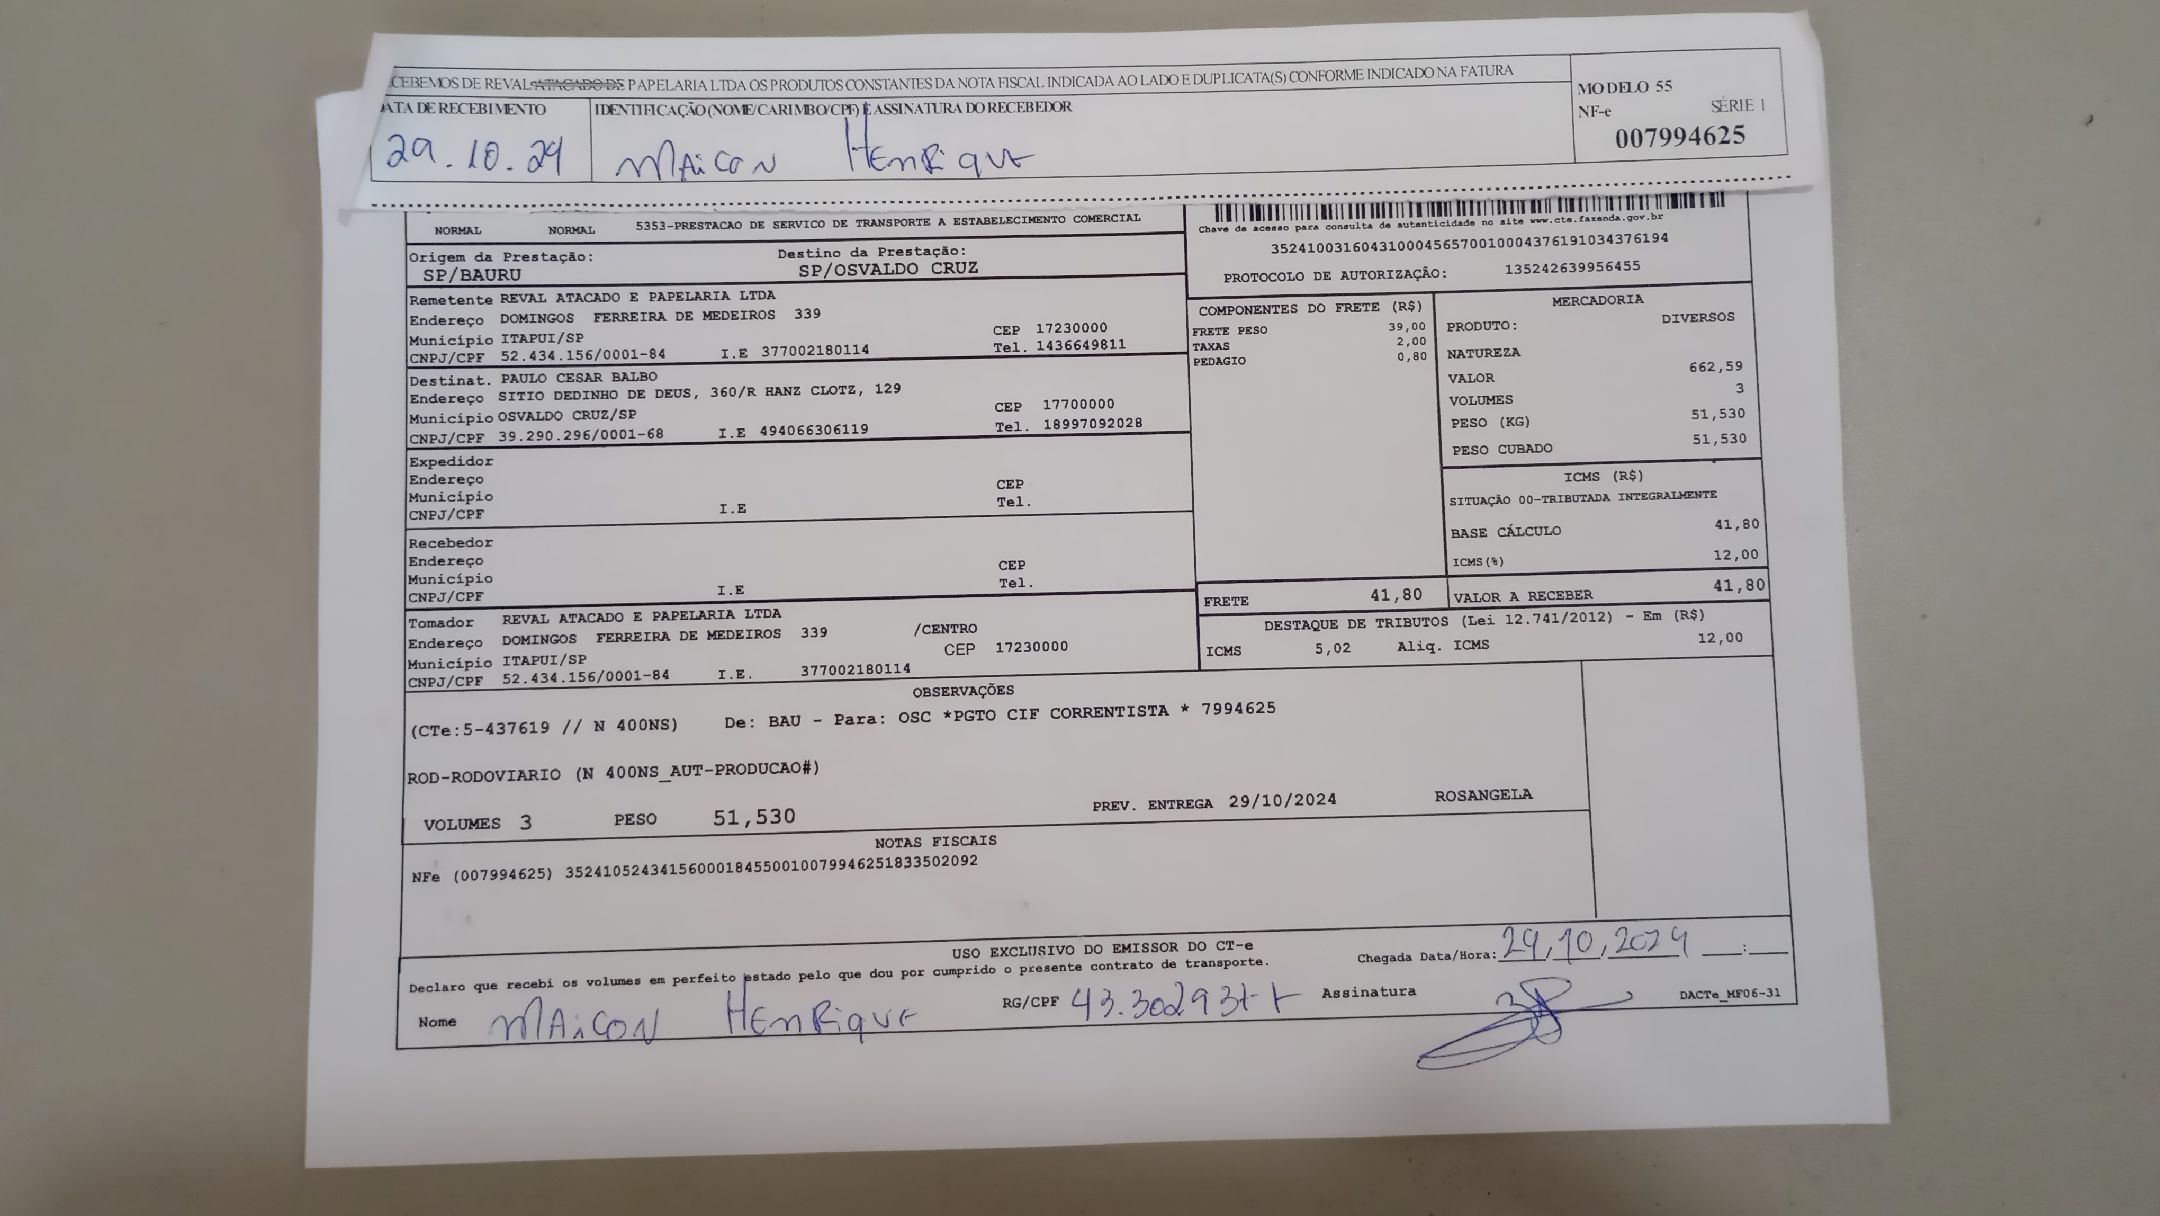 CEBEMOS DE REVAL ATACADO DE PAPELARIA LTDA OS PRODUTOS CONSTANTES DA NOTA FISCAL INDICADA AO LADO E DUPLICATA(S) CONFORME INDICADO NA FATURA
MODELO 55
NF-e SÉRIE 1
007994625
ATA DE RECEBIMENTO IDENTIFICAÇÃO (NOME/CARIMBO/CPF) E ASSINATURA DO RECEBEDOR
29.10.24 MAiCON HENRiQUE
NORMAL NORMAL 5353-PRESTACAO DE SERVICO DE TRANSPORTE A ESTABELECIMENTO COMERCIAL
Chave de acesso para consulta de autenticidade no site www.cte.fazenda.gov.br
35241003160431000456570010004376191034376194
PROTOCOLO DE AUTORIZAÇÃO: 135242639956455
Origem da Prestação: Destino da Prestação:
SP/BAURU SP/OSVALDO CRUZ
Remetente REVAL ATACADO E PAPELARIA LTDA
Endereço DOMINGOS FERREIRA DE MEDEIROS 339
Município ITAPUI/SP CEP 17230000
CNPJ/CPF 52.434.156/0001-84 I.E 377002180114 Tel. 1436649811
Destinat. PAULO CESAR BALBO
Endereço SITIO DEDINHO DE DEUS, 360/R HANZ CLOTZ, 129
Município OSVALDO CRUZ/SP CEP 17700000
CNPJ/CPF 39.290.296/0001-68 I.E 494066306119 Tel. 18997092028
Expedidor
Endereço
Município CEP
CNPJ/CPF I.E Tel.
Recebedor
Endereço
Município CEP
CNPJ/CPF I.E Tel.
Tomador REVAL ATACADO E PAPELARIA LTDA
Endereço DOMINGOS FERREIRA DE MEDEIROS 339 /CENTRO
Município ITAPUI/SP CEP 17230000
CNPJ/CPF 52.434.156/0001-84 I.E. 377002180114
COMPONENTES DO FRETE (R$)
FRETE PESO 39,00
TAXAS 2,00
PEDAGIO 0,80
MERCADORIA
PRODUTO: DIVERSOS
NATUREZA
VALOR 662,59
VOLUMES 3
PESO (KG) 51,530
PESO CUBADO 51,530
ICMS (R$)
SITUAÇÃO 00-TRIBUTADA INTEGRALMENTE
BASE CÁLCULO 41,80
ICMS(%) 12,00
FRETE 41,80 VALOR A RECEBER 41,80
DESTAQUE DE TRIBUTOS (Lei 12.741/2012) - Em (R$)
ICMS 5,02 Aliq. ICMS 12,00
OBSERVAÇÕES
(CTe:5-437619 // N 400NS) De: BAU - Para: OSC *PGTO CIF CORRENTISTA * 7994625
ROD-RODOVIARIO (N 400NS_AUT-PRODUCAO#)
VOLUMES 3 PESO 51,530 PREV. ENTREGA 29/10/2024 ROSANGELA
NOTAS FISCAIS
NFe (007994625) 35241052434156000184550010079946251833502092
USO EXCLUSIVO DO EMISSOR DO CT-e
Declaro que recebi os volumes em perfeito estado pelo que dou por cumprido o presente contrato de transporte.
Chegada Data/Hora: 29,10,2024 :
Nome MAiCON HENRiQUE RG/CPF Assinatura DACTe_MF06-31